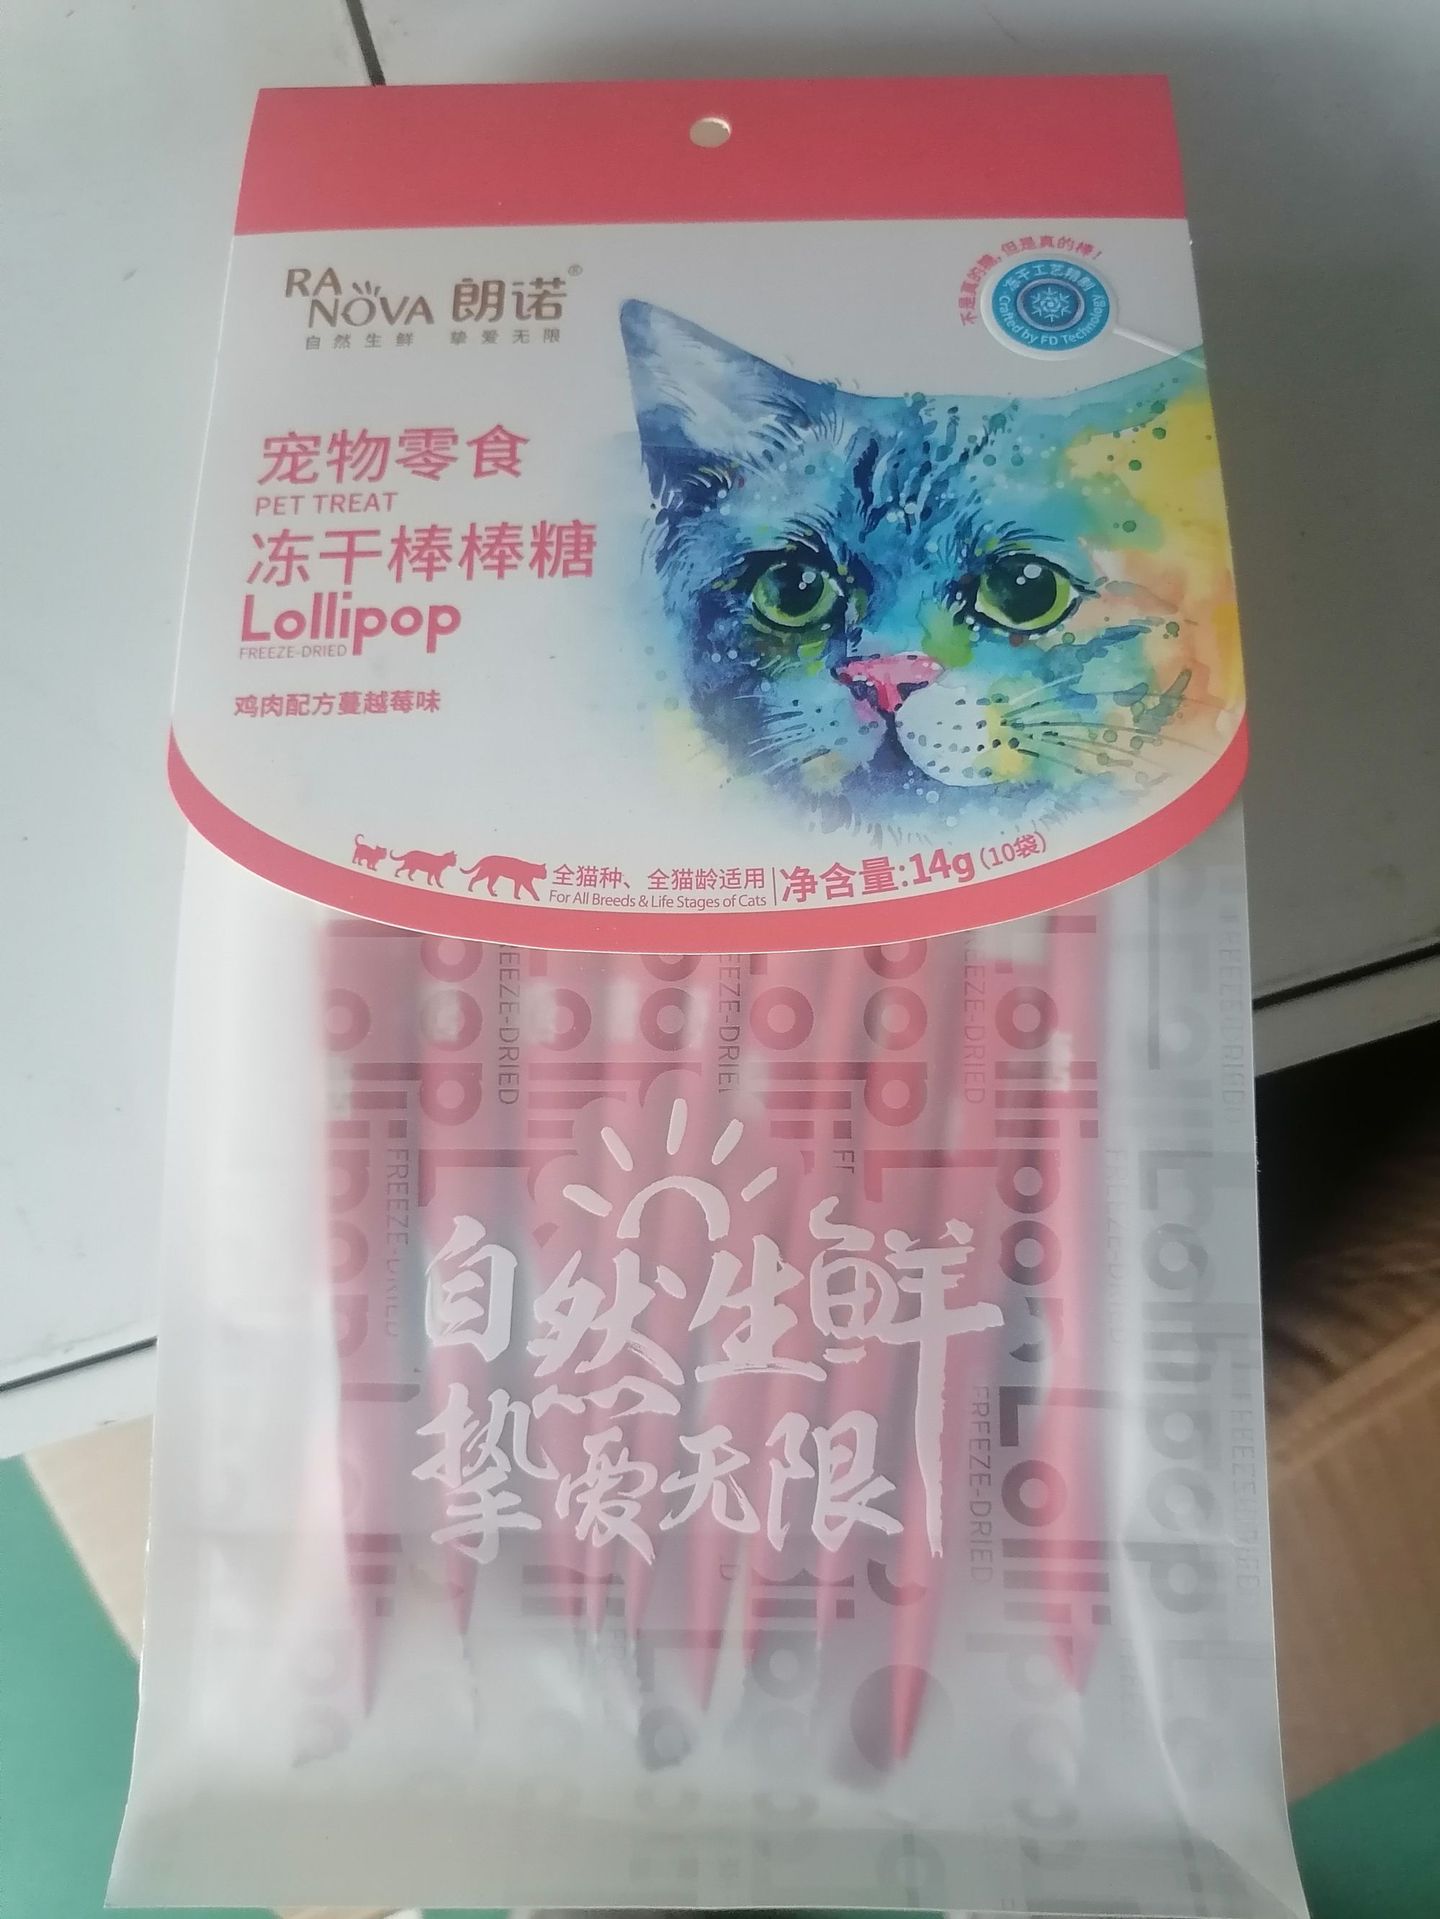 RANOVA 朗诺®
自然生鲜 挚爱无限
不是真的糖,但是真的棒!
冻干工艺精制
Crafted by FD Technology
宠物零食
PET TREAT
冻干棒棒糖
Lollipop
FREEZE-DRIED
鸡肉配方蔓越莓味
全猫种、全猫龄适用
For All Breeds & Life Stages of Cats
净含量:14g(10袋)
自然生鲜
挚爱无限
Lollipop
FREEZE-DRIED